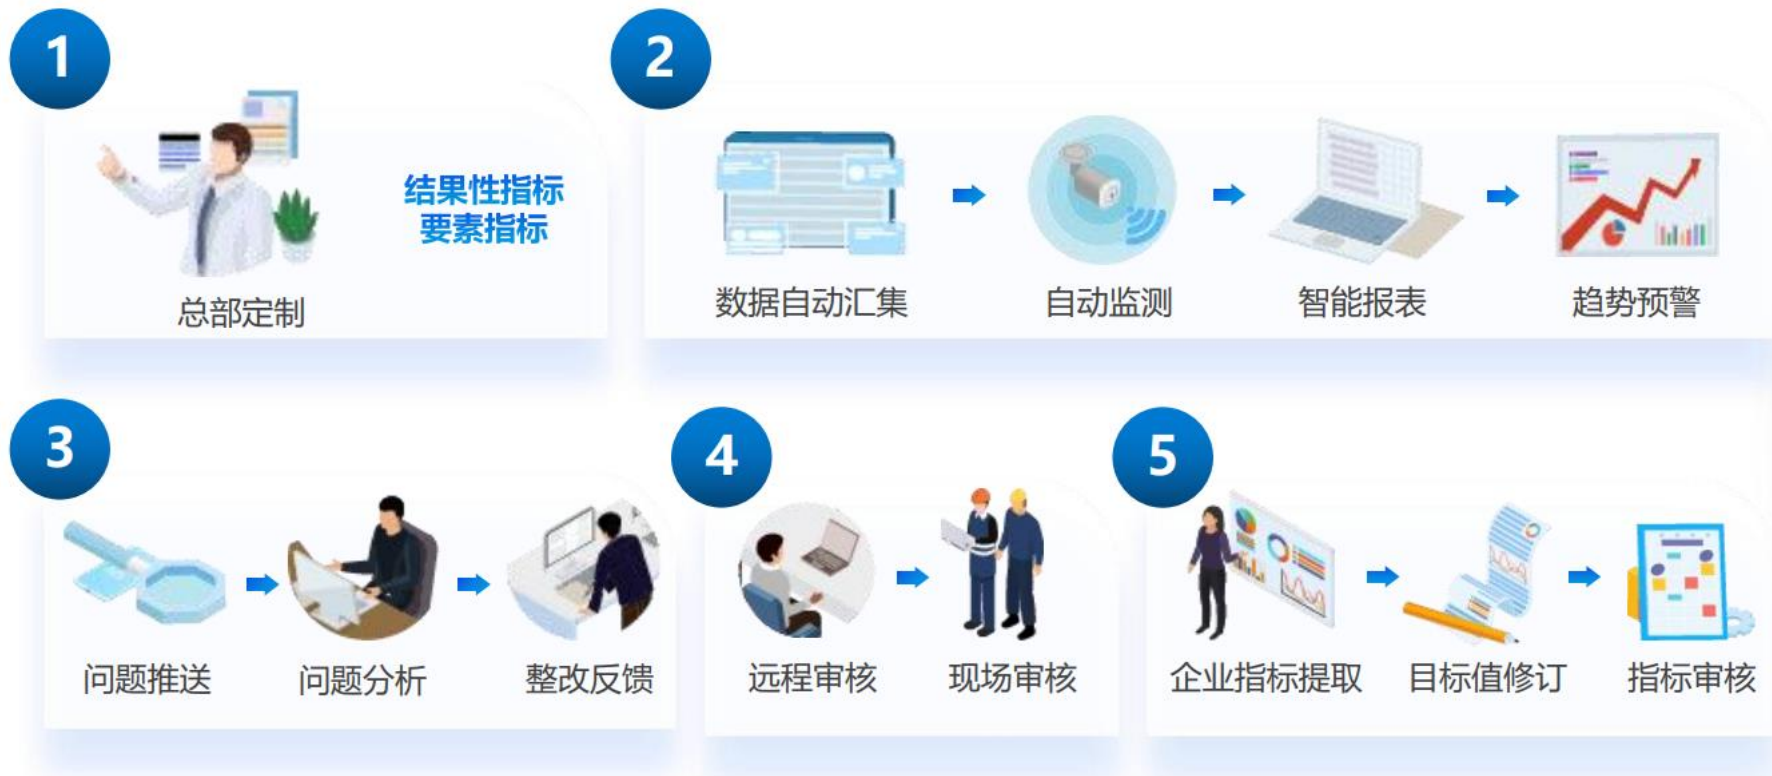 1
结果性指标
要素指标
总部定制
2
数据自动汇集
自动监测
智能报表
趋势预警
3
问题推送
问题分析
整改反馈
4
远程审核
现场审核
5
企业指标提取
目标值修订
指标审核